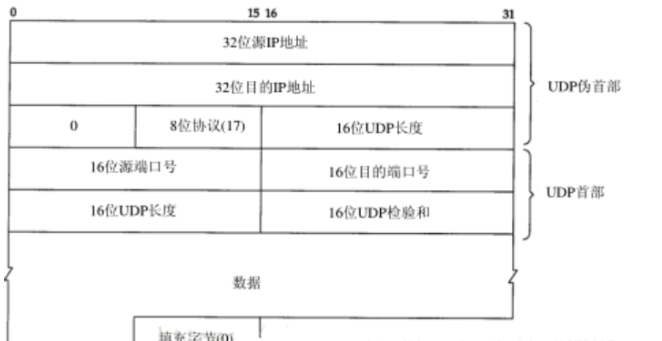 0 15 16 31
32位源IP地址
32位目的IP地址
UDP伪首部
0 8位协议(17) 16位UDP长度
16位源端口号 16位目的端口号
UDP首部
16位UDP长度 16位UDP检验和
数据
填充字节(0)